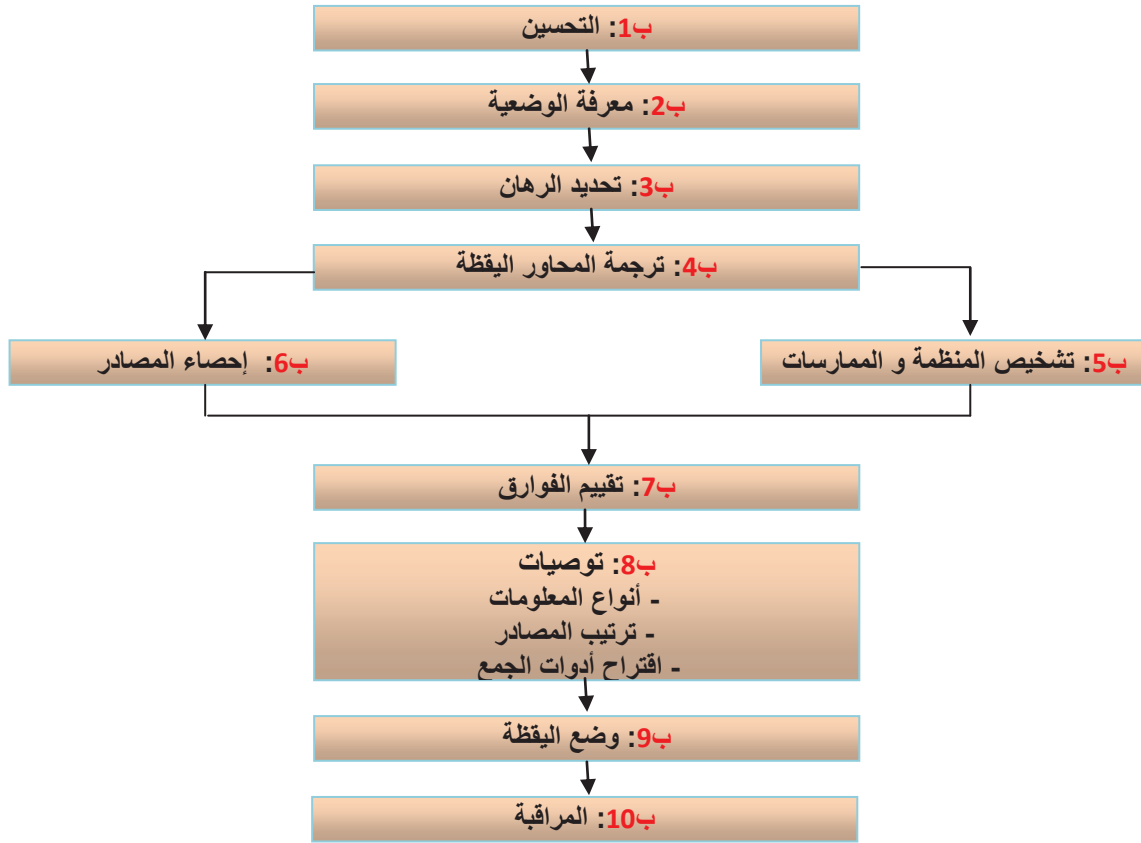 ب1: التحسين
ب2: معرفة الوضعية
ب3: تحديد الرهان
ب4: ترجمة المحاور اليقظة
ب5: تشخيص المنظمة و الممارسات
ب6: إحصاء المصادر
ب7: تقييم الفوارق
ب8: توصيات
- أنواع المعلومات
- ترتيب المصادر
- اقتراح أدوات الجمع
ب9: وضع اليقظة
ب10: المراقبة